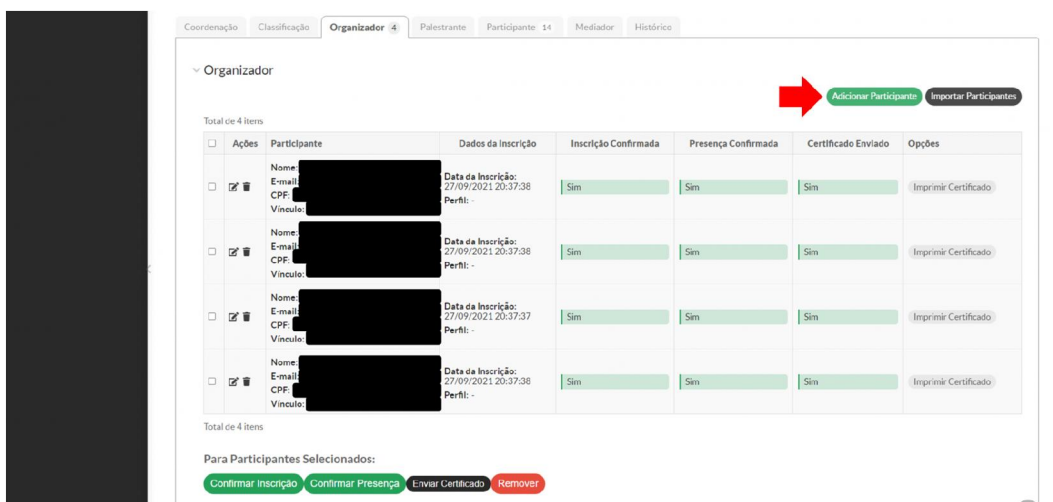 Coordenação Classificação Organizador 4 Palestrante Participante 14 Mediador Histórico
Organizador
Adicionar Participante Importar Participantes
Total de 4 itens
Ações Participante Dados da Inscrição Inscrição Confirmada Presença Confirmada Certificado Enviado Opções
Nome:
E-mail:
CPF:
Vínculo:
Data da Inscrição:
27/09/2021 20:37:38
Perfil: -
Sim Sim Sim Imprimir Certificado
Nome:
E-mail:
CPF:
Vínculo:
Data da Inscrição:
27/09/2021 20:37:38
Perfil: -
Sim Sim Sim Imprimir Certificado
Nome:
E-mail:
CPF:
Vínculo:
Data da Inscrição:
27/09/2021 20:37:37
Perfil: -
Sim Sim Sim Imprimir Certificado
Nome:
E-mail:
CPF:
Vínculo:
Data da Inscrição:
27/09/2021 20:37:38
Perfil: -
Sim Sim Sim Imprimir Certificado
Total de 4 itens
Para Participantes Selecionados:
Confirmar Inscrição Confirmar Presença Enviar Certificado Remover